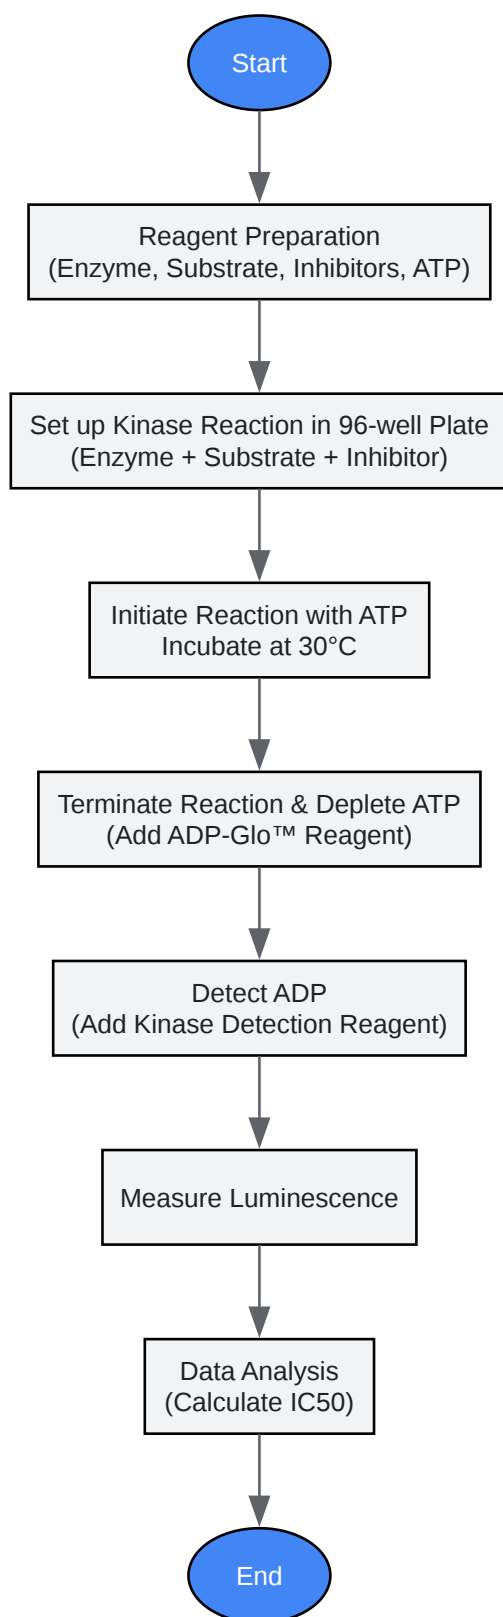 Start
Reagent Preparation
(Enzyme, Substrate, Inhibitors, ATP)
Set up Kinase Reaction in 96-well Plate
(Enzyme + Substrate + Inhibitor)
Initiate Reaction with ATP
Incubate at 30°C
Terminate Reaction & Deplete ATP
(Add ADP-Glo™ Reagent)
Detect ADP
(Add Kinase Detection Reagent)
Measure Luminescence
Data Analysis
(Calculate IC50)
End